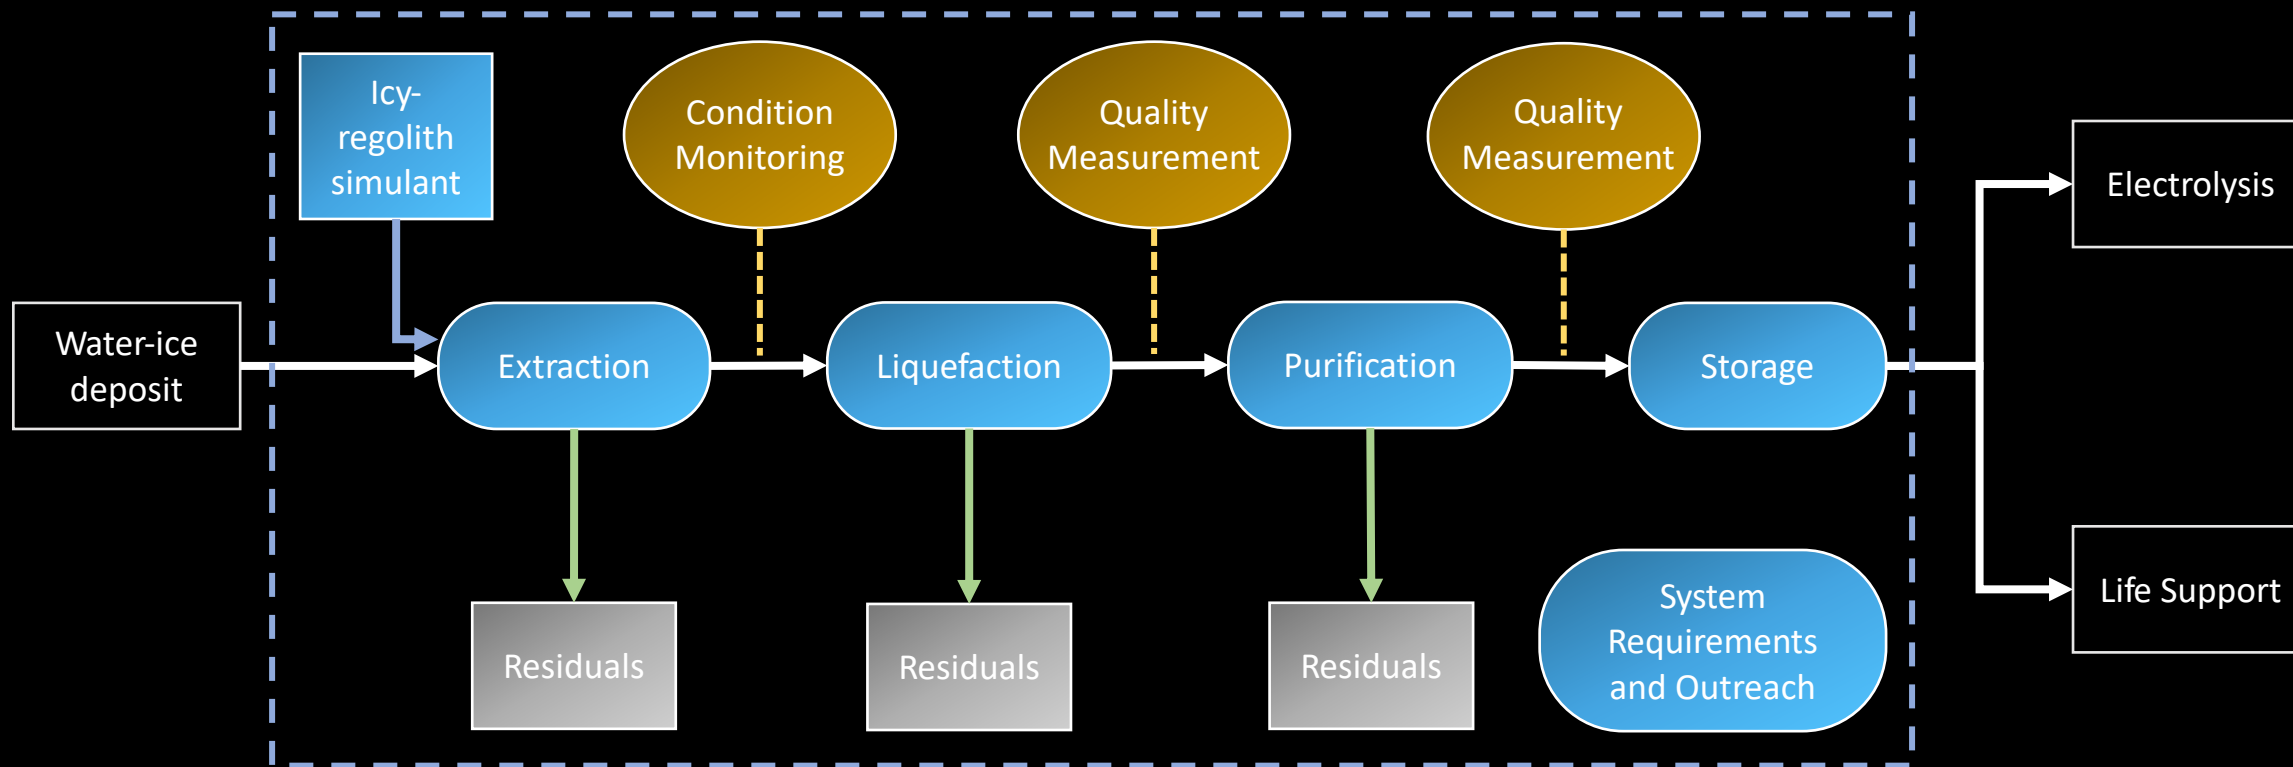 Icy-
regolith
simulant
Condition
Monitoring
Quality
Measurement
Quality
Measurement
Electrolysis
Water-ice
deposit
Extraction
Liquefaction
Purification
Storage
Life Support
Residuals
Residuals
Residuals
System
Requirements
and Outreach